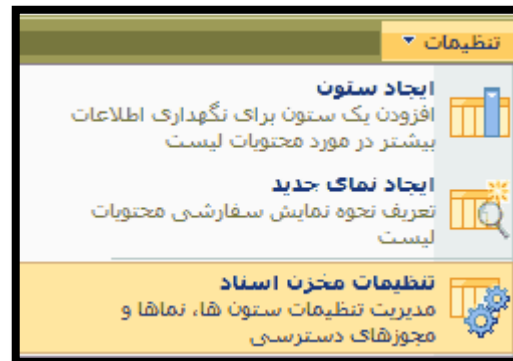 تنظیمات
ایجاد ستون
افزودن یک ستون برای نگهداری اطلاعات
بیشتر در مورد محتویات لیست
ایجاد نمای جدید
تعریف نحوه نمایش سفارشی محتویات
لیست
تنظیمات مخزن اسناد
مدیریت تنظیمات ستون ها، نماها و
مجوزهای دسترسی